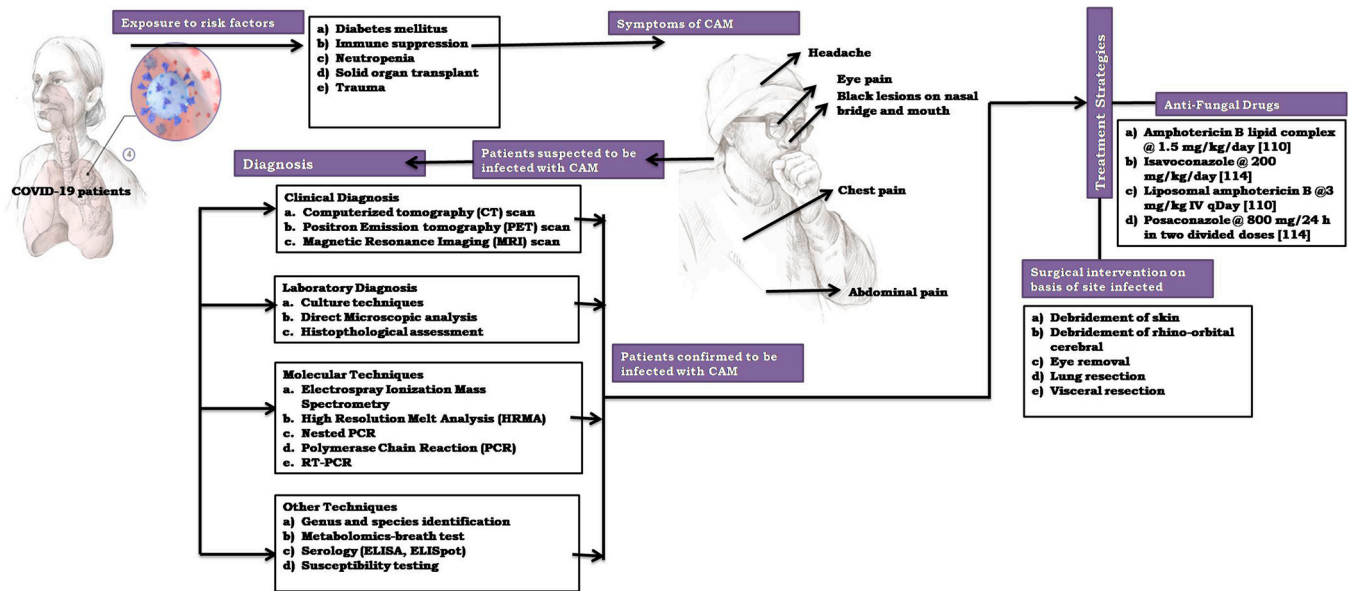 Exposure to risk factors
a) Diabetes mellitus
b) Immune suppression
c) Neutropenia
d) Solid organ transplant
e) Trauma
4
COVID-19 patients
Symptoms of CAM
Headache
Eye pain
Black lesions on nasal
bridge and mouth
Chest pain
Abdominal pain
Patients suspected to be
infected with CAM
Diagnosis
Clinical Diagnosis
a. Computerized tomography (CT) scan
b. Positron Emission tomography (PET) scan
c. Magnetic Resonance Imaging (MRI) scan
Laboratory Diagnosis
a. Culture techniques
b. Direct Microscopic analysis
c. Histopthological assessment
Molecular Techniques
a. Electrospray Ionization Mass
Spectrometry
b. High Resolution Melt Analysis (HRMA)
c. Nested PCR
d. Polymerase Chain Reaction (PCR)
e. RT-PCR
Other Techniques
a) Genus and species identification
b) Metabolomics-breath test
c) Serology (ELISA, ELISpot)
d) Susceptibility testing
Patients confirmed to be
infected with CAM
Treatment Strategies
Anti-Fungal Drugs
a) Amphotericin B lipid complex
@ 1.5 mg/kg/day [110]
b) Isavoconazole @ 200
mg/kg/day [114]
c) Liposomal amphotericin B @3
mg/kg IV qDay [110]
d) Posaconazole @ 800 mg/24 h
in two divided doses [114]
Surgical intervention on
basis of site infected
a) Debridement of skin
b) Debridement of rhino-orbital
cerebral
c) Eye removal
d) Lung resection
e) Visceral resection